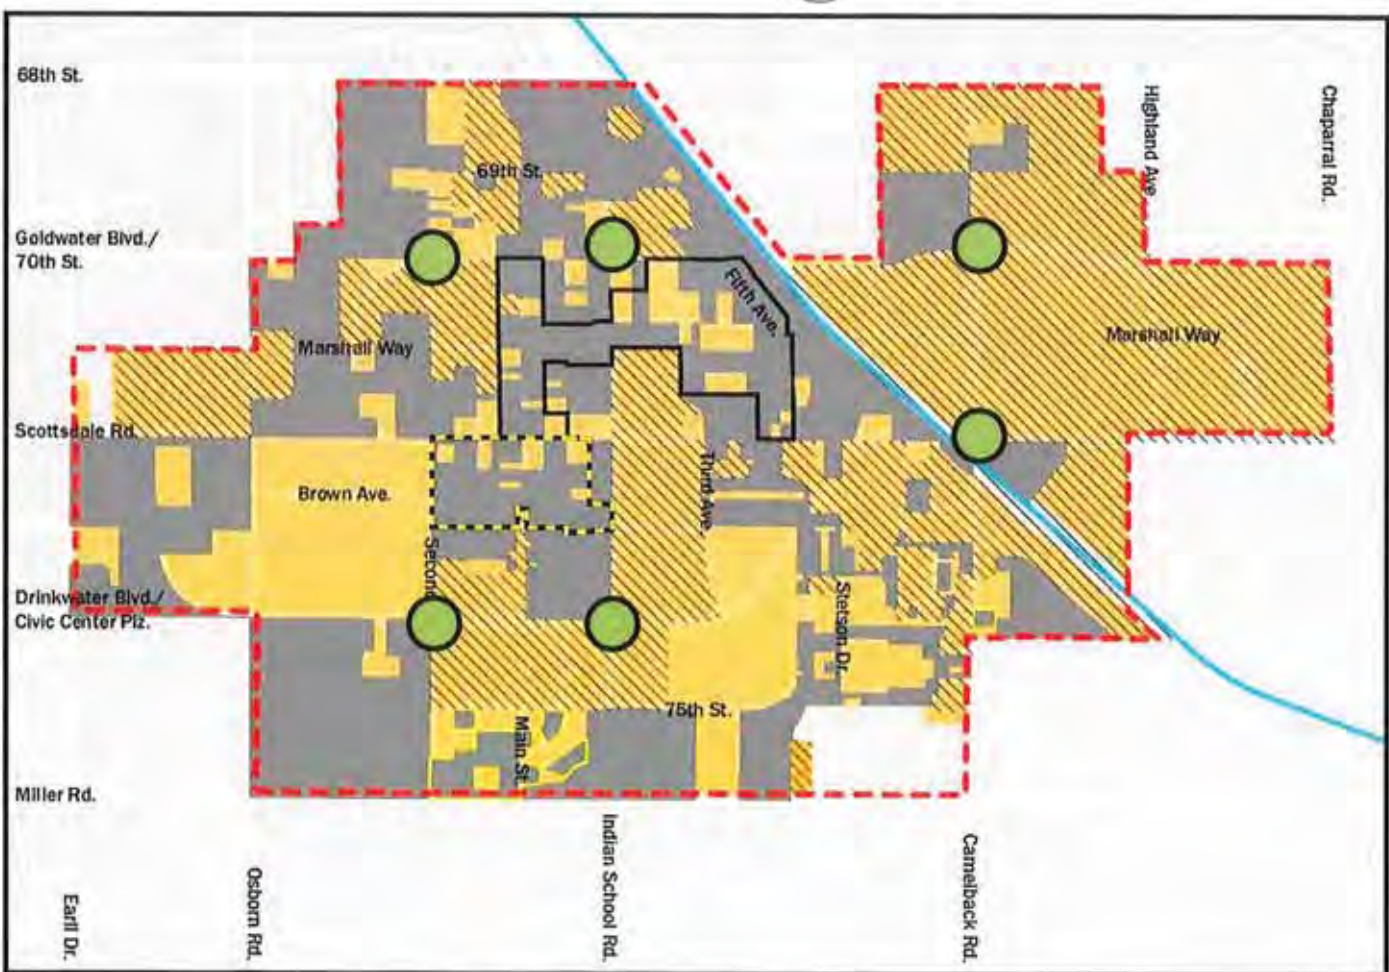 68th St.
Highland Ave.
Chaparral Rd.
69th St.
Goldwater Blvd./
70th St.
Fifth Ave.
Marshall Way
Marshall Way
Scottsdale Rd.
Third Ave.
Brown Ave.
Second
Stetson Dr.
Drinkwater Blvd./
Civic Center Plz.
75th St.
Main St.
Miller Rd.
Indian School Rd.
Camelback Rd.
Osborn Rd.
Earll Dr.